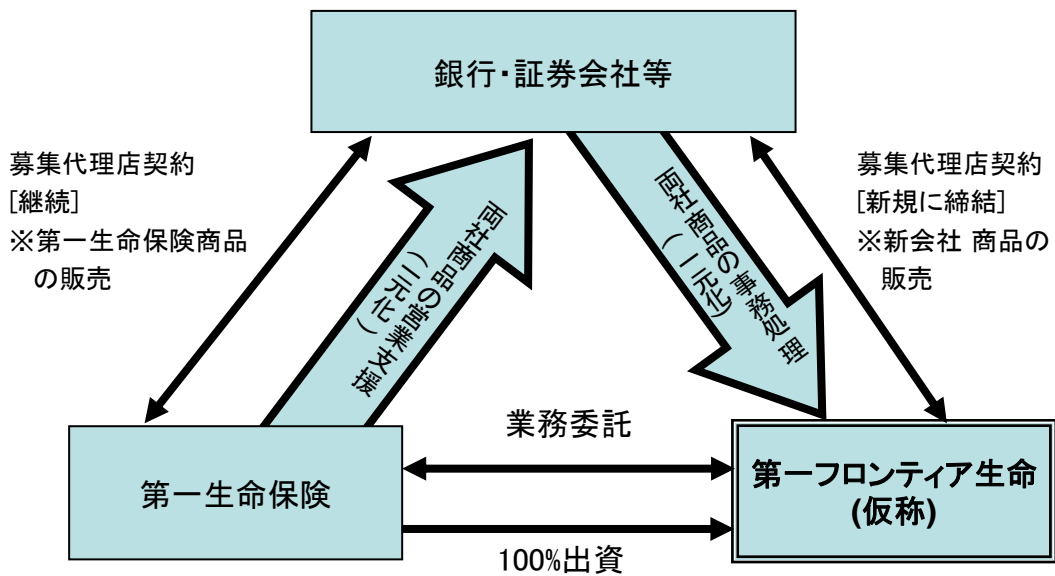 銀行・証券会社等
募集代理店契約
[継続]
※第一生命保険商品
の販売
両社商品の営業支援
(一元化)
両社商品の事務処理
(一元化)
募集代理店契約
[新規に締結]
※新会社 商品の
販売
業務委託
第一生命保険
第一フロンティア生命
(仮称)
100%出資